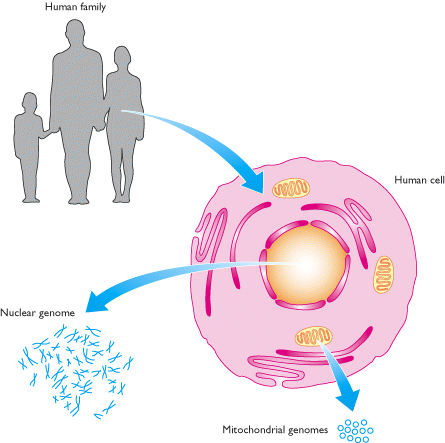 Human family
Human cell
Nuclear genome
Mitochondrial genomes